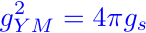 $g_{YM}^2 = 4\pi g_s$